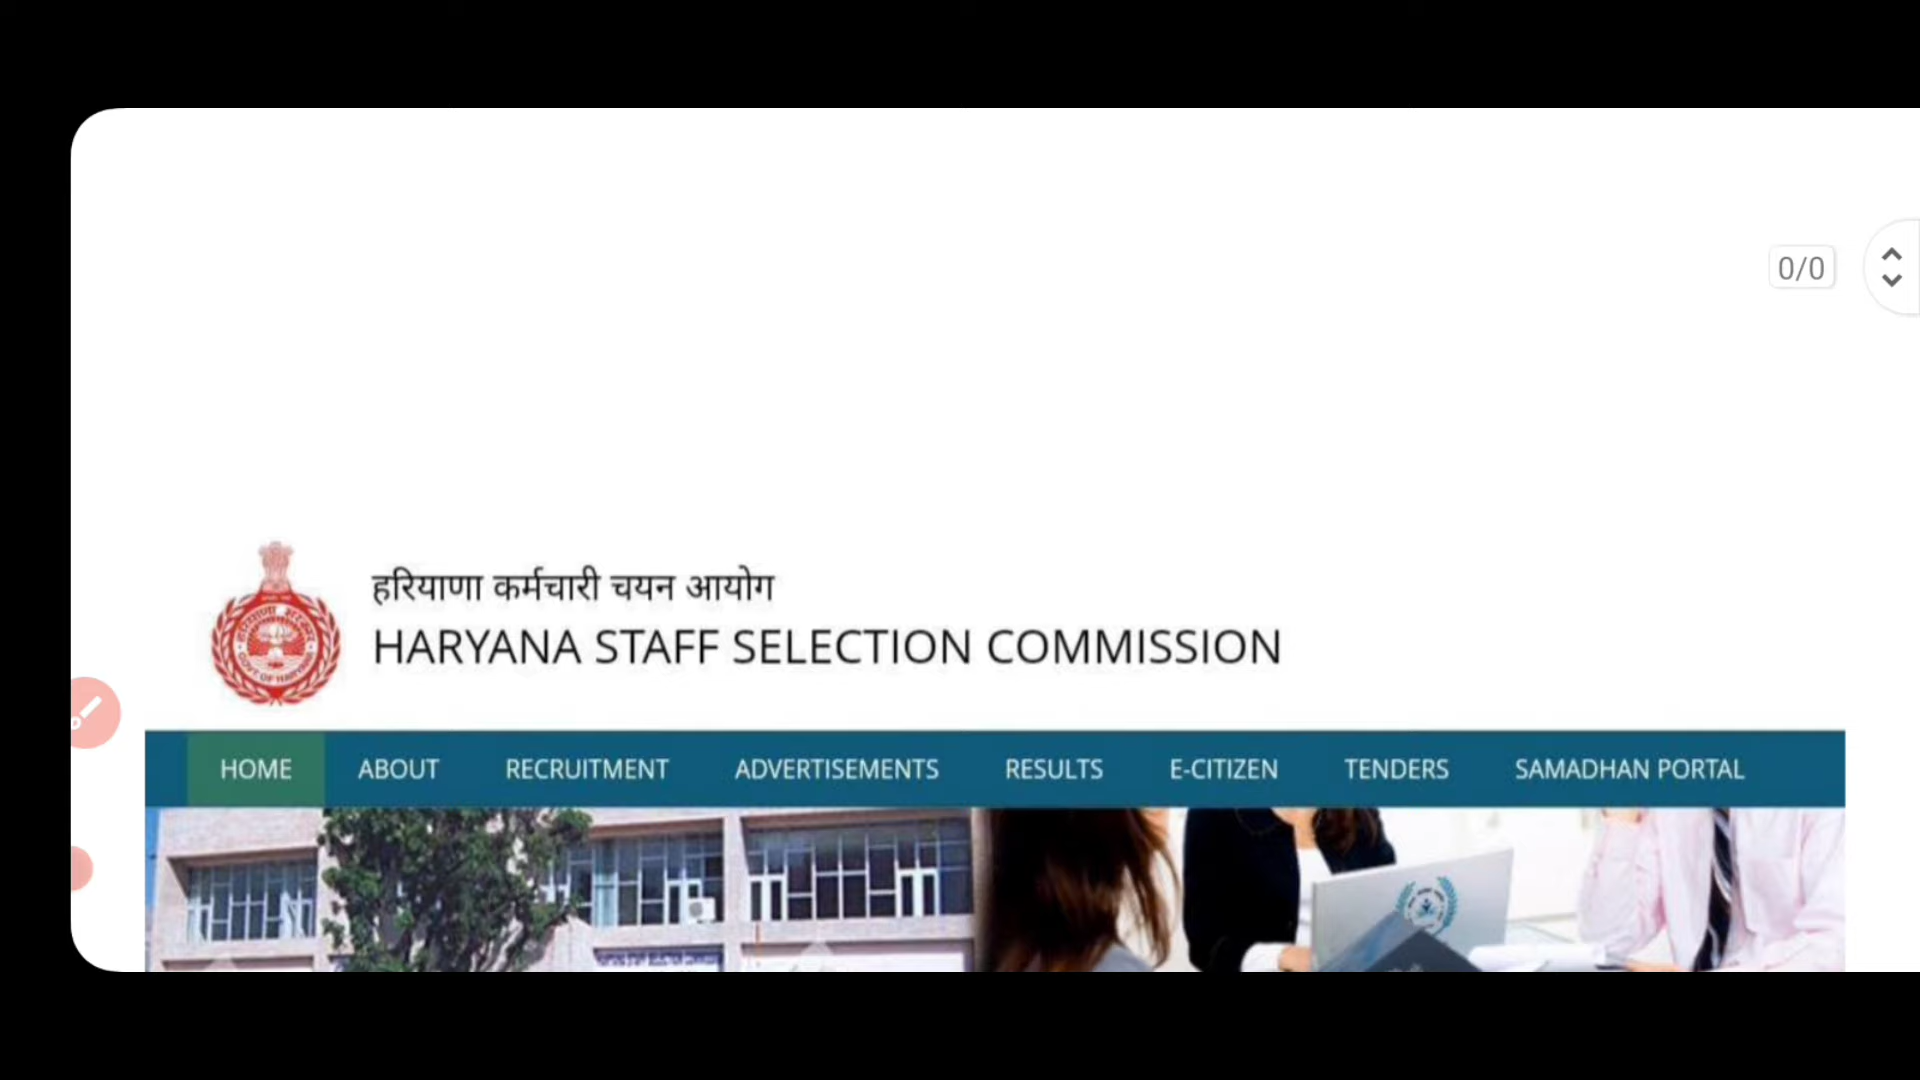 0/0
हरियाणा कर्मचारी चयन आयोग
HARYANA STAFF SELECTION COMMISSION
HOME ABOUT RECRUITMENT ADVERTISEMENTS RESULTS E-CITIZEN TENDERS SAMADHAN PORTAL